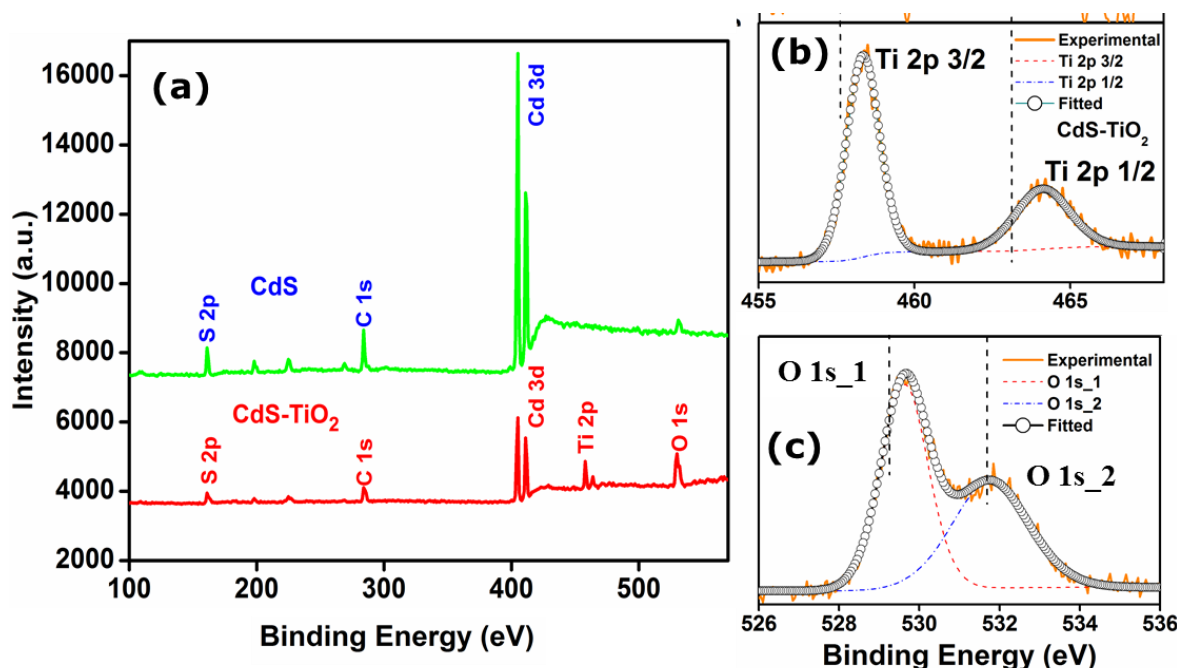 (a)
16000
14000
12000
10000
8000
6000
4000
2000
Intensity (a.u.)
Cd 3d
CdS
S 2p
C 1s
CdS-TiO₂
S 2p
C 1s
Cd 3d
Ti 2p
O 1s
100 200 300 400 500
Binding Energy (eV)
(b)
Ti 2p 3/2
Experimental
Ti 2p 3/2
Ti 2p 1/2
Fitted
CdS-TiO₂
Ti 2p 1/2
455 460 465
(c)
O 1s_1
Experimental
O 1s_1
O 1s_2
Fitted
O 1s_2
526 528 530 532 534 536
Binding Energy (eV)